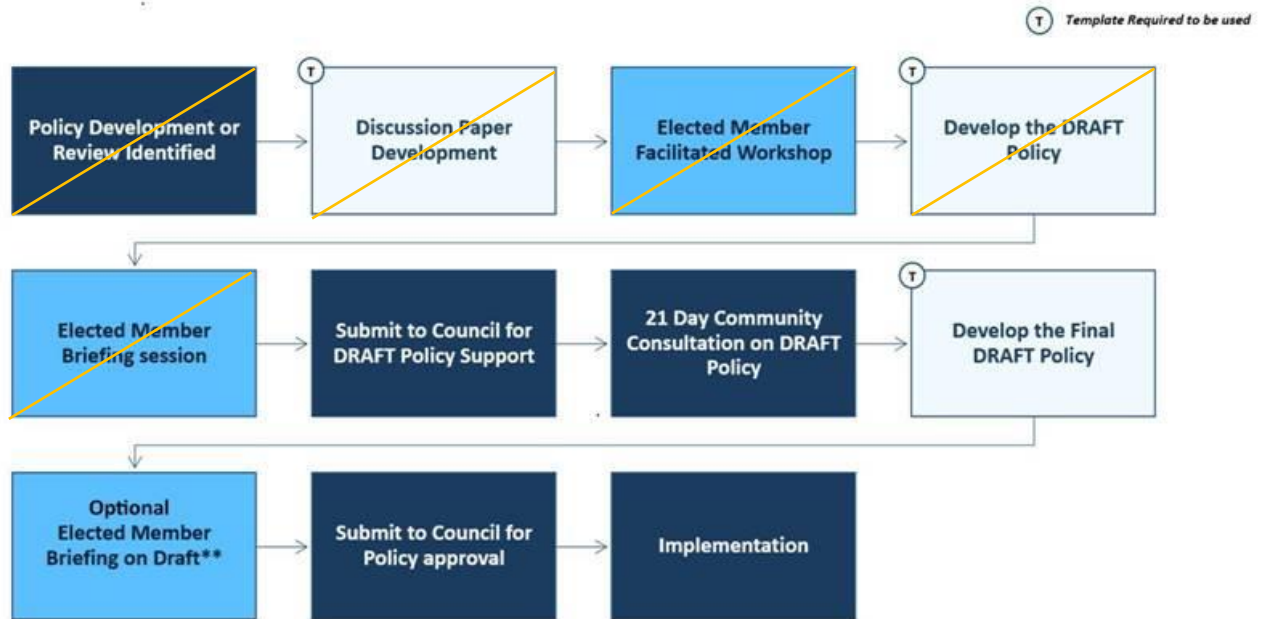 T Template Required to be used
Policy Development or
Review Identified
T
Discussion Paper
Development
Elected Member
Facilitated Workshop
T
Develop the DRAFT
Policy
Elected Member
Briefing session
Submit to Council for
DRAFT Policy Support
21 Day Community
Consultation on DRAFT
Policy
T
Develop the Final
DRAFT Policy
Optional
Elected Member
Briefing on Draft**
Submit to Council for
Policy approval
Implementation